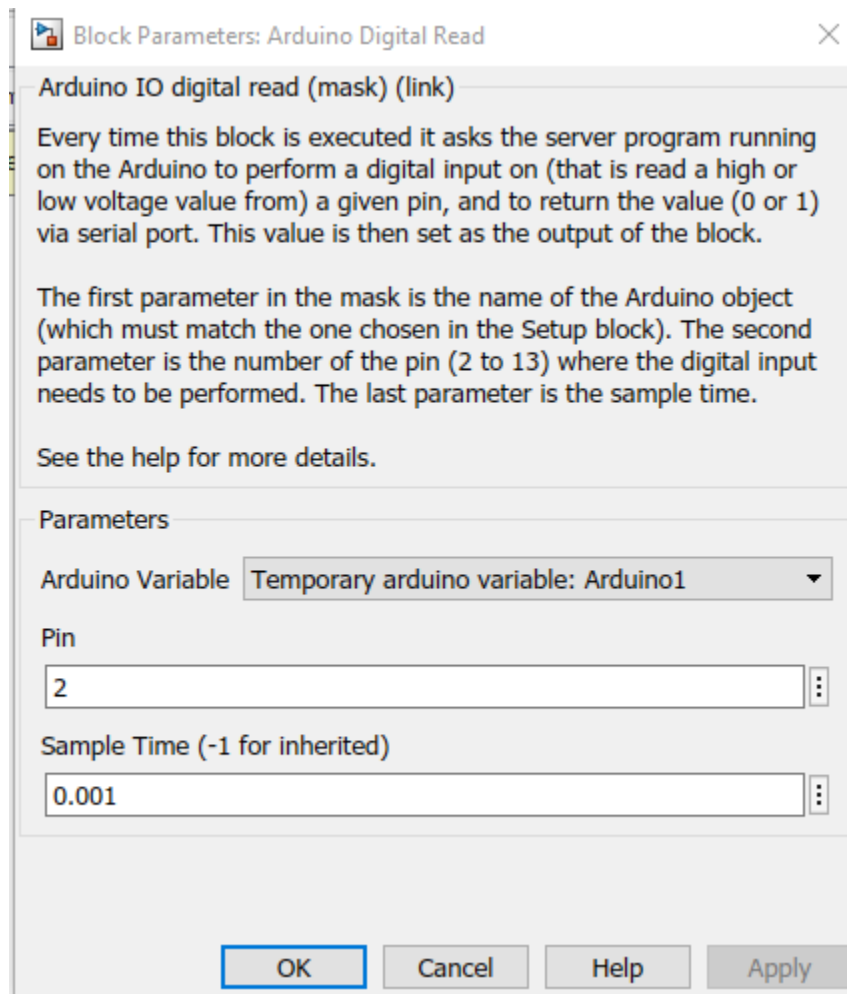 Block Parameters: Arduino Digital Read
Arduino IO digital read (mask) (link)
Every time this block is executed it asks the server program running
on the Arduino to perform a digital input on (that is read a high or
low voltage value from) a given pin, and to return the value (0 or 1)
via serial port. This value is then set as the output of the block.
The first parameter in the mask is the name of the Arduino object
(which must match the one chosen in the Setup block). The second
parameter is the number of the pin (2 to 13) where the digital input
needs to be performed. The last parameter is the sample time.
See the help for more details.
Parameters
Arduino Variable Temporary arduino variable: Arduino1
Pin
2
Sample Time (-1 for inherited)
0.001
OK Cancel Help Apply